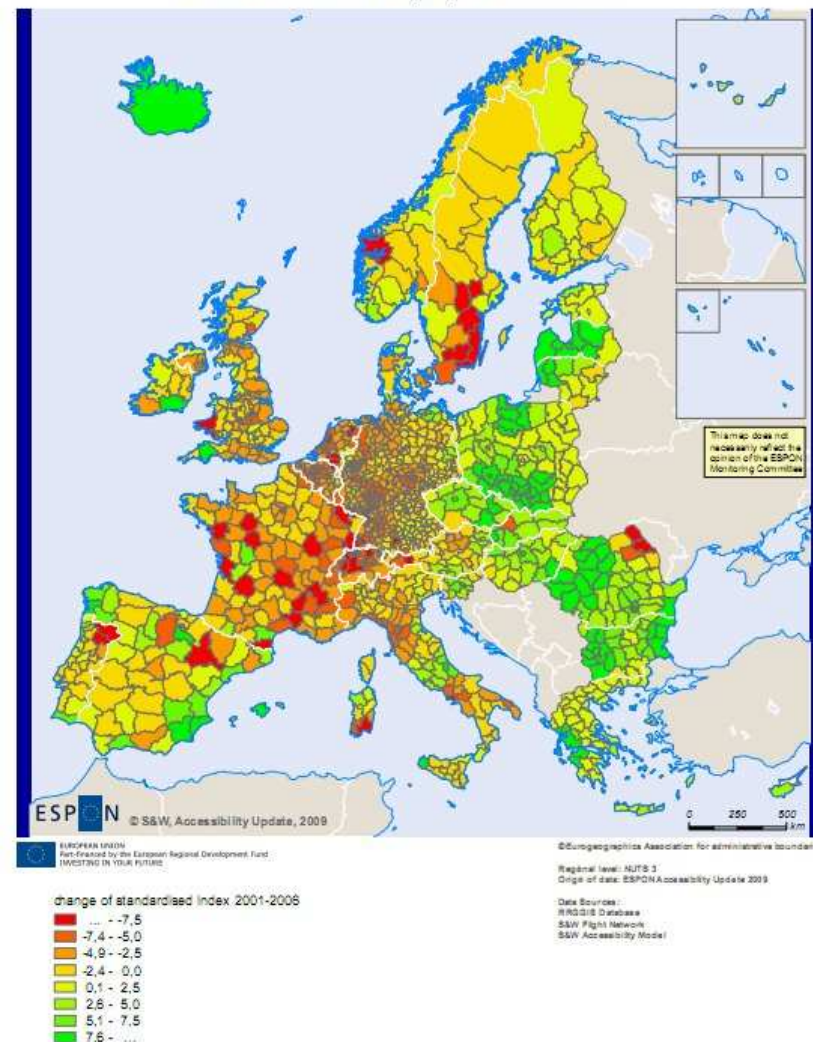 This map does not
necessarily reflect the
opinion of the ESPON
Monitoring Committee
ESPON © S&W, Accessibility Update, 2009
0 250 500
km
EUROPEAN UNION
Part-financed by the European Regional Development Fund
INVESTING IN YOUR FUTURE
©Eurogeographics Association for administrative boundar
Regional level: NUTS 3
Origin of data: ESPON Accessibility Update 2009
Data Sources:
RRGGIS Database
S&W Flight Network
S&W Accessibility Model
change of standardised Index 2001-2006
... - -7,5
-7,4 - -5,0
-4,9 - -2,5
-2,4 - 0,0
0,1 - 2,5
2,6 - 5,0
5,1 - 7,5
7,6 - ...